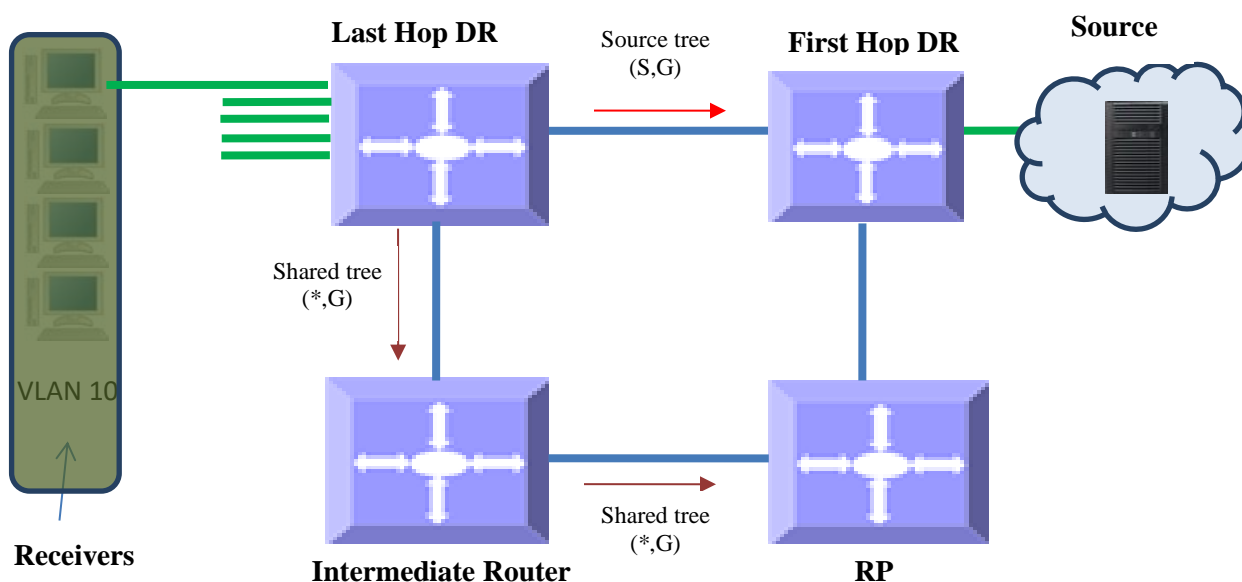 Last Hop DR
Source tree
(S,G)
First Hop DR
Source
Shared tree
(*,G)
VLAN 10
Shared tree
(*,G)
Receivers
Intermediate Router
RP